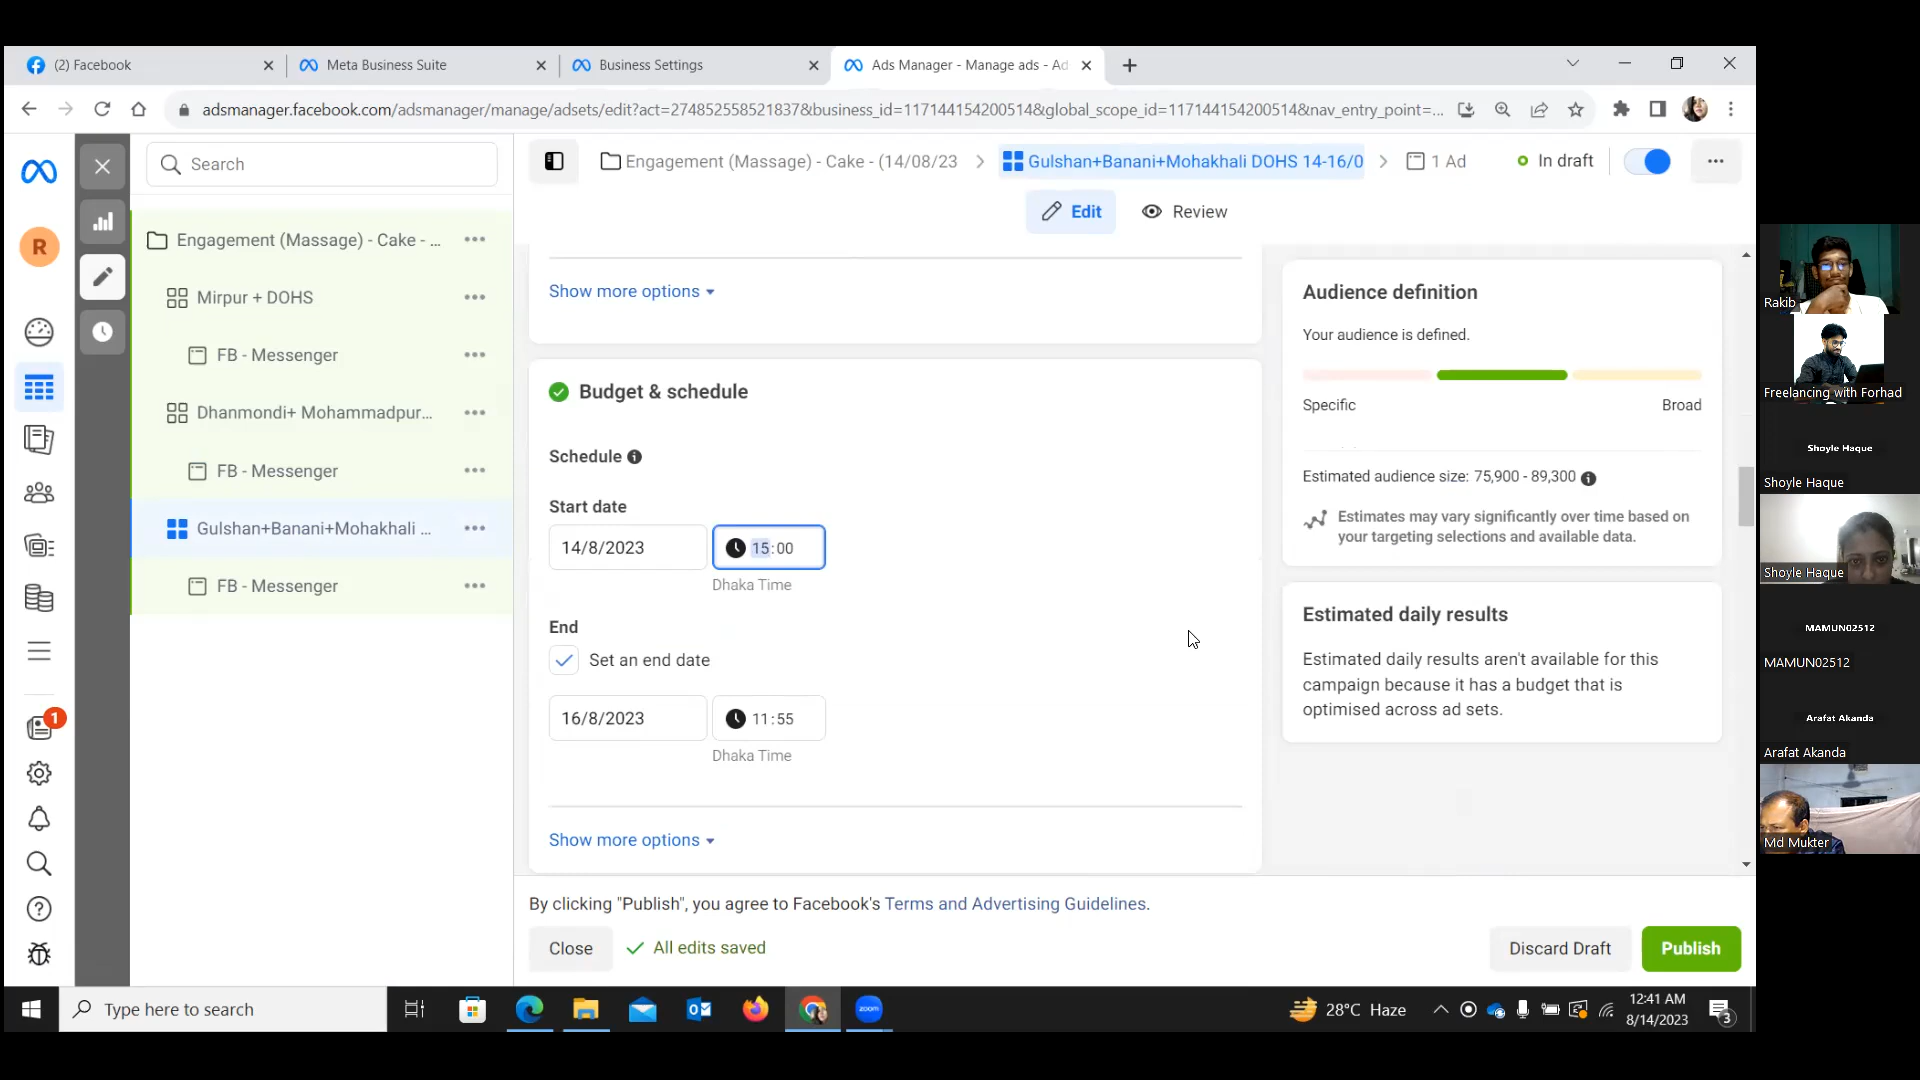 (2) Facebook
Meta Business Suite
Business Settings
Ads Manager - Manage ads - Ad
adsmanager.facebook.com/adsmanager/manage/adsets/edit?act=274852558521837&business_id=117144154200514&global_scope_id=117144154200514&nav_entry_point=...
Search
Engagement (Massage) - Cake - (14/08/23
Gulshan+Banani+Mohakhali DOHS 14-16/0
1 Ad
In draft
Edit
Review
R
Engagement (Massage) - Cake - ...
Mirpur + DOHS
FB - Messenger
Dhanmondi+ Mohammadpur...
FB - Messenger
Gulshan+Banani+Mohakhali ...
FB - Messenger
1
Show more options
Budget & schedule
Schedule
Start date
14/8/2023
15:00
Dhaka Time
End
Set an end date
16/8/2023
11:55
Dhaka Time
Show more options
Audience definition
Your audience is defined.
Specific
Broad
Estimated audience size: 75,900 - 89,300
Estimates may vary significantly over time based on
your targeting selections and available data.
Estimated daily results
Estimated daily results aren't available for this
campaign because it has a budget that is
optimised across ad sets.
By clicking "Publish", you agree to Facebook's Terms and Advertising Guidelines.
Close
All edits saved
Discard Draft
Publish
Type here to search
zoom
28°C Haze
12:41 AM
8/14/2023
3
Rakib
Freelancing with Forhad
Shoyle Haque
Shoyle Haque
Shoyle Haque
MAMUN02512
MAMUN02512
Arafat Akanda
Arafat Akanda
Md Mukter